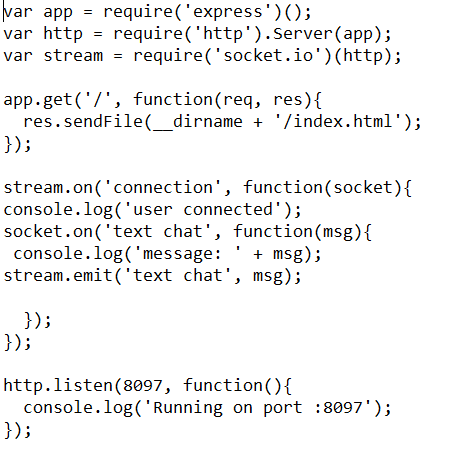 var app = require('express')();
var http = require('http').Server(app);
var stream = require('socket.io')(http);

app.get('/', function(req, res){
  res.sendFile(__dirname + '/index.html');
});

stream.on('connection', function(socket){
console.log('user connected');
socket.on('text chat', function(msg){
 console.log('message: ' + msg);
stream.emit('text chat', msg);

  });
});

http.listen(8097, function(){
  console.log('Running on port :8097');
});